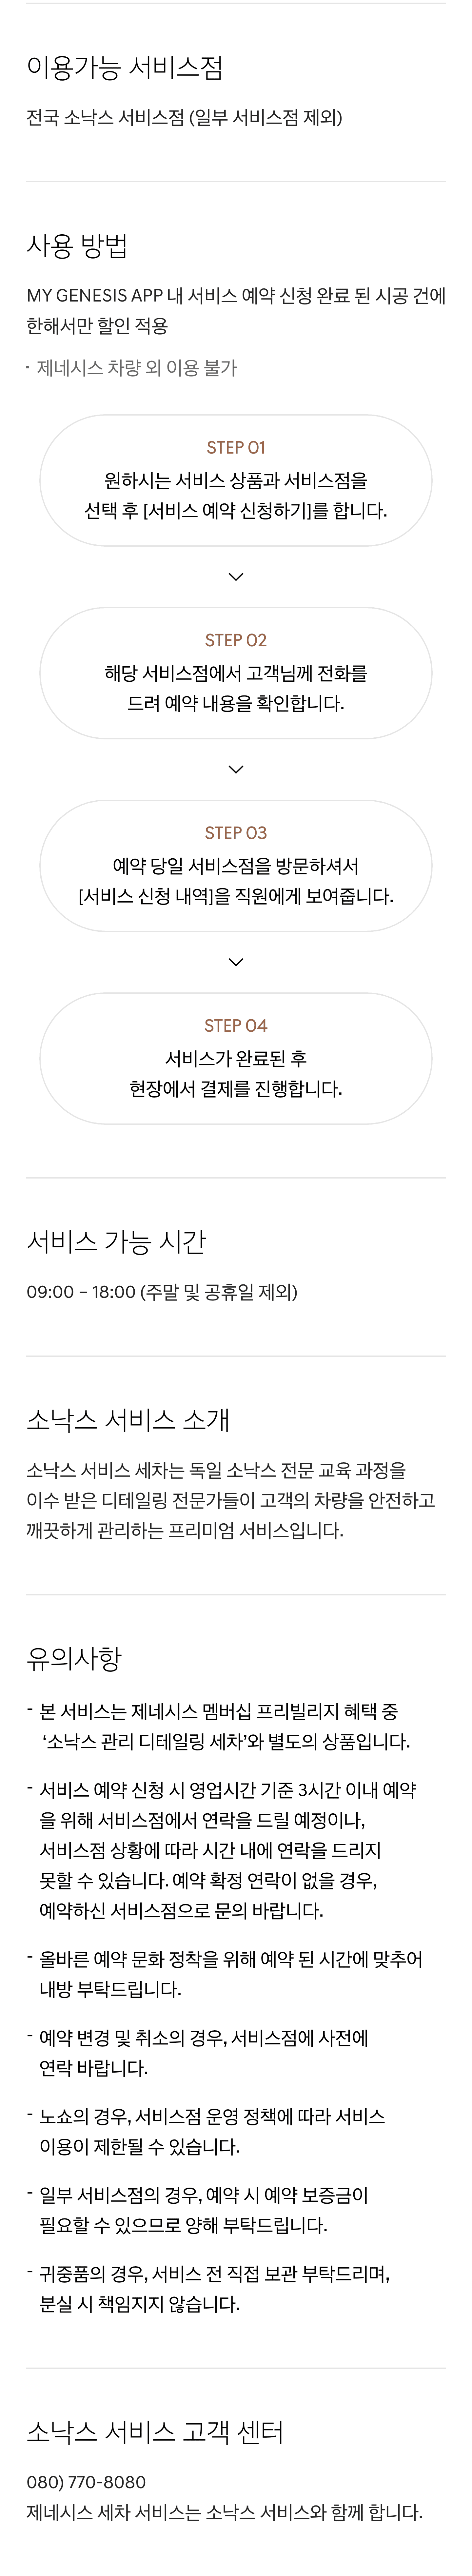 이용가능 서비스점
전국 소낙스 서비스점 (일부 서비스점 제외)
사용 방법
MY GENESIS APP 내 서비스 예약 신청 완료 된 시공 건에
한해서만 할인 적용
· 제네시스 차량 외 이용 불가
STEP 01
원하시는 서비스 상품과 서비스점을
선택 후 [서비스 예약 신청하기]를 합니다.
STEP 02
해당 서비스점에서 고객님께 전화를
드려 예약 내용을 확인합니다.
STEP 03
예약 당일 서비스점을 방문하셔서
[서비스 신청 내역]을 직원에게 보여줍니다.
STEP 04
서비스가 완료된 후
현장에서 결제를 진행합니다.
서비스 가능 시간
09:00 – 18:00 (주말 및 공휴일 제외)
소낙스 서비스 소개
소낙스 서비스 세차는 독일 소낙스 전문 교육 과정을
이수 받은 디테일링 전문가들이 고객의 차량을 안전하고
깨끗하게 관리하는 프리미엄 서비스입니다.
유의사항
- 본 서비스는 제네시스 멤버십 프리빌리지 혜택 중
‘소낙스 관리 디테일링 세차’와 별도의 상품입니다.
- 서비스 예약 신청 시 영업시간 기준 3시간 이내 예약
을 위해 서비스점에서 연락을 드릴 예정이나,
서비스점 상황에 따라 시간 내에 연락을 드리지
못할 수 있습니다. 예약 확정 연락이 없을 경우,
예약하신 서비스점으로 문의 바랍니다.
- 올바른 예약 문화 정착을 위해 예약 된 시간에 맞추어
내방 부탁드립니다.
- 예약 변경 및 취소의 경우, 서비스점에 사전에
연락 바랍니다.
- 노쇼의 경우, 서비스점 운영 정책에 따라 서비스
이용이 제한될 수 있습니다.
- 일부 서비스점의 경우, 예약 시 예약 보증금이
필요할 수 있으므로 양해 부탁드립니다.
- 귀중품의 경우, 서비스 전 직접 보관 부탁드리며,
분실 시 책임지지 않습니다.
소낙스 서비스 고객 센터
080) 770-8080
제네시스 세차 서비스는 소낙스 서비스와 함께 합니다.